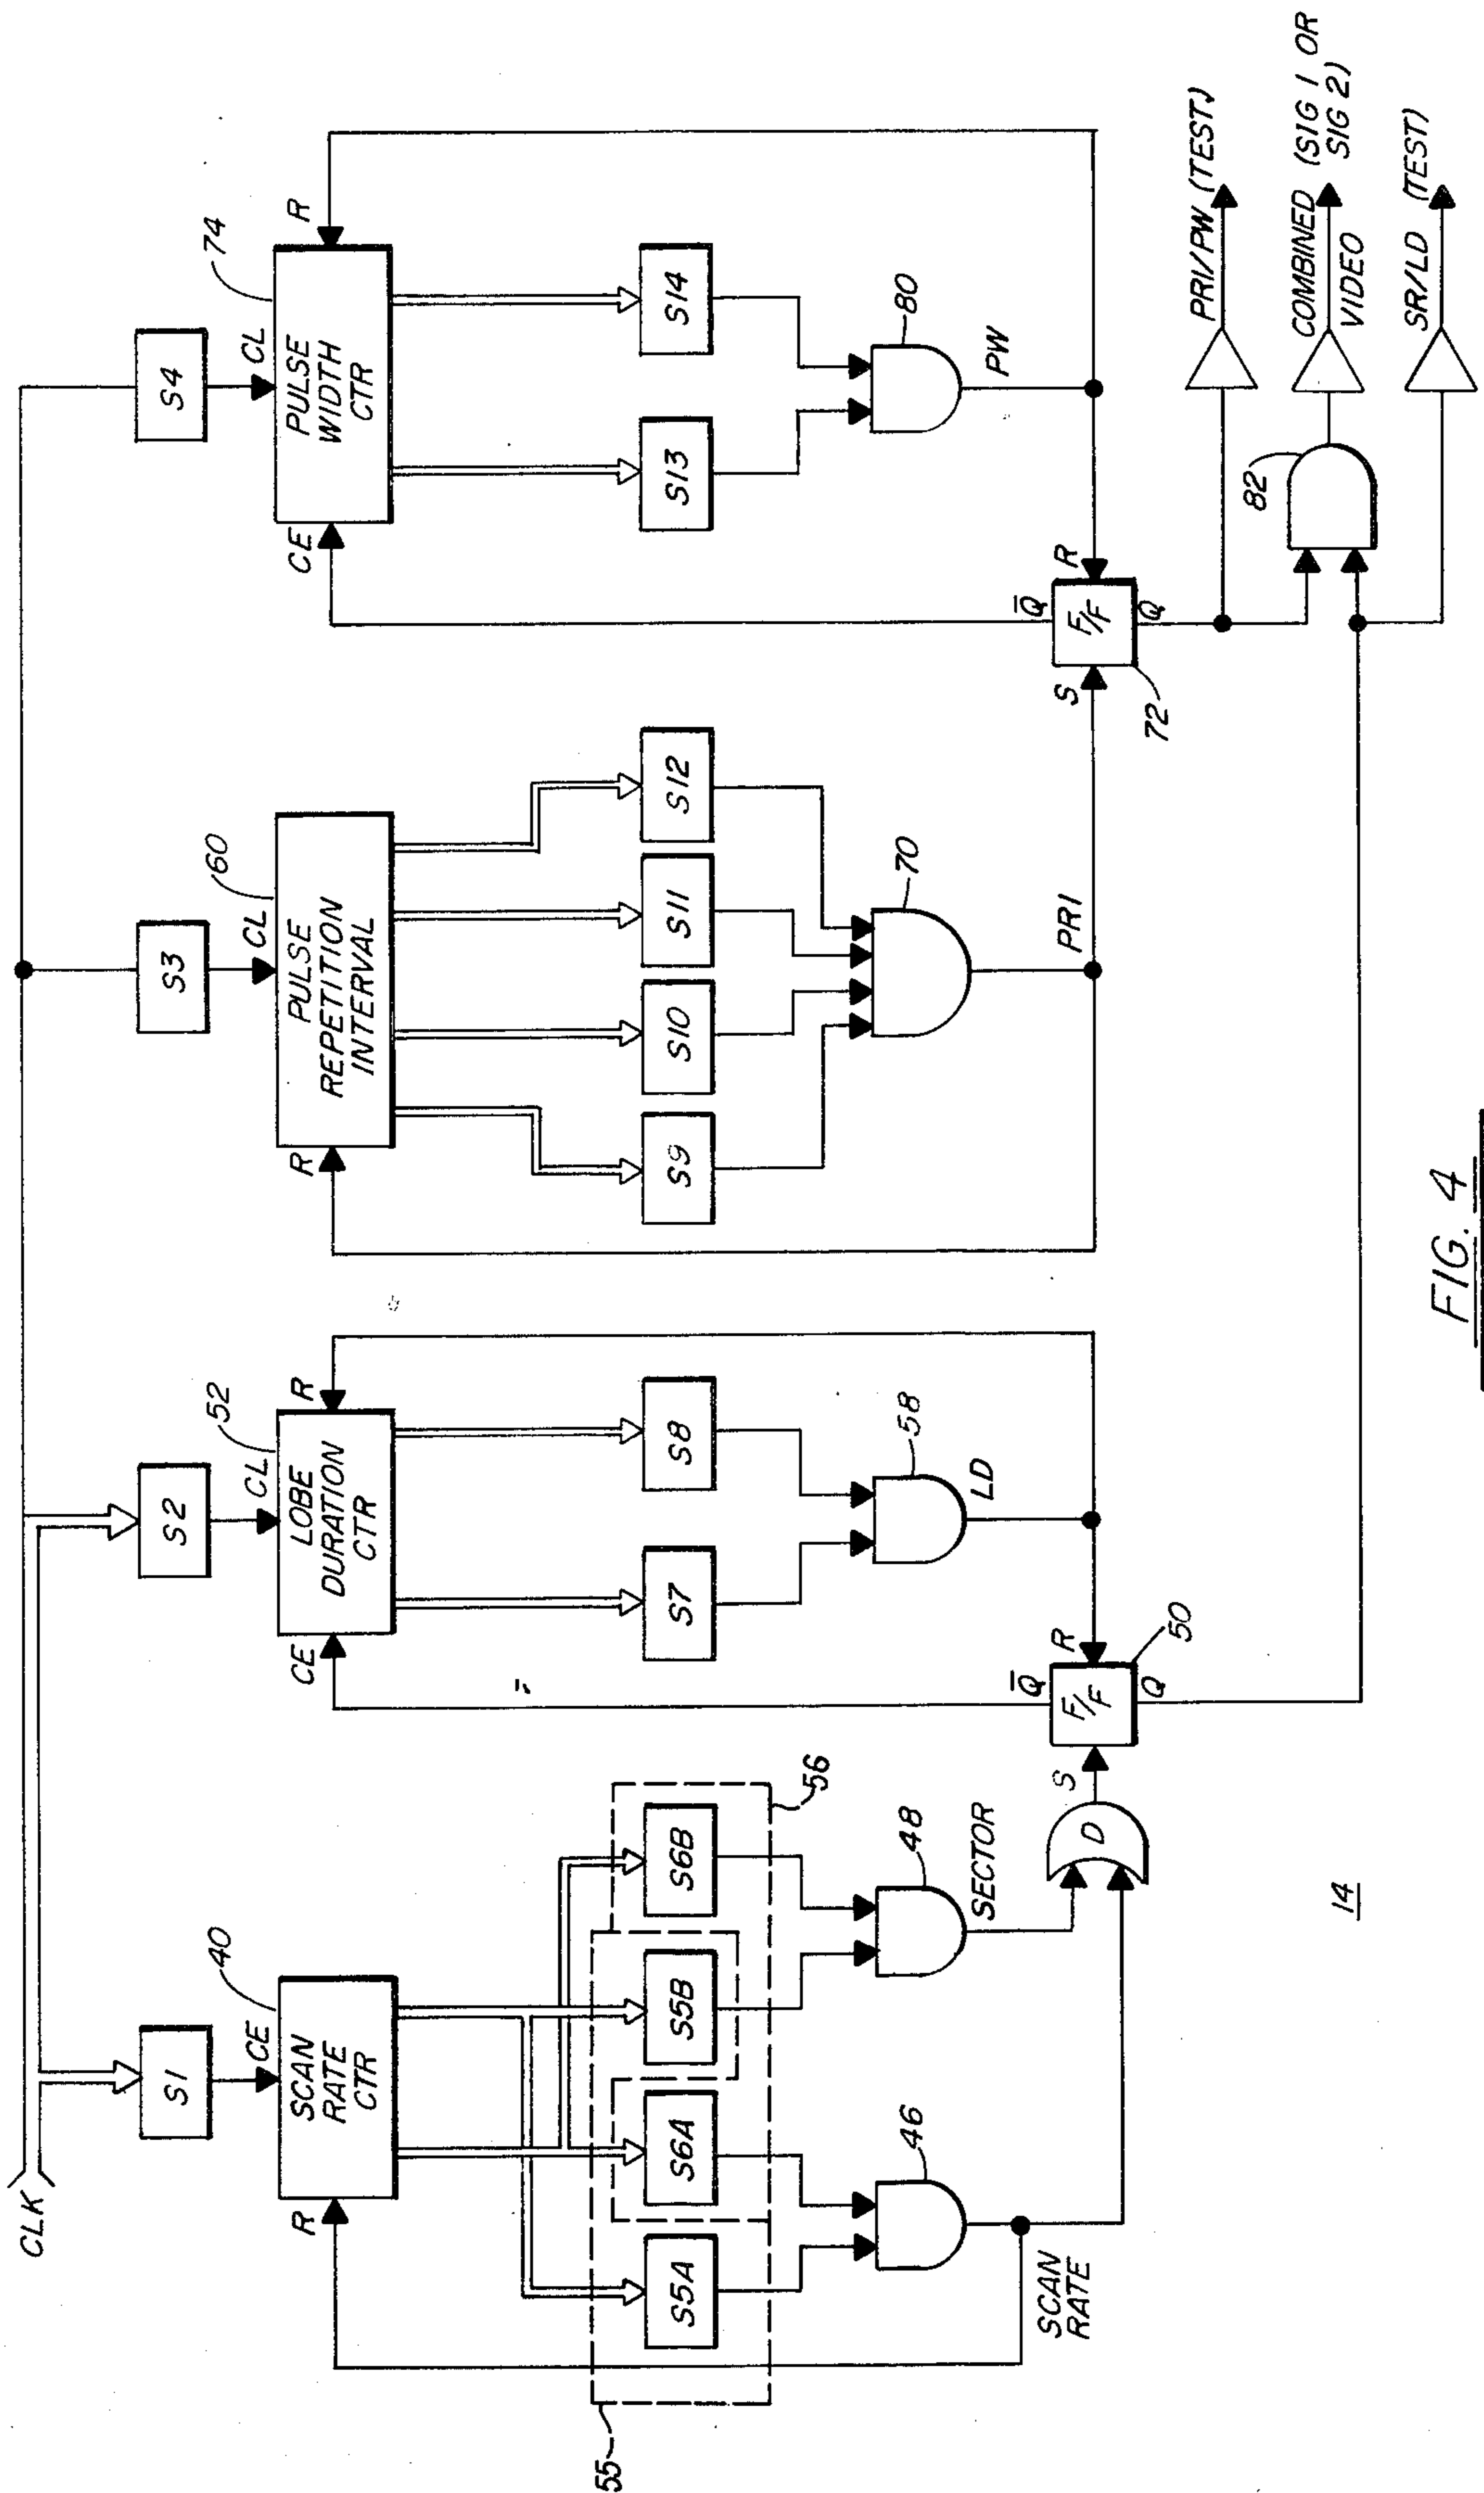 CLK
S1
S2
S3
S4
CE
40
R
SCAN
RATE
CTR
CL
52
CE
R
LOBE
DURATION
CTR
CL
60
R
PULSE
REPETITION
INTERVAL
CL
74
CE
R
PULSE
WIDTH
CTR
55
S5A
S6A
S5B
S6B
56
S7
S8
S9
S10
S11
S12
S13
S14
46
48
58
70
80
SCAN
RATE
SECTOR
LD
PRI
PW
D
S
Q̅
R
F/F
Q
50
S
Q̅
R
F/F
Q
72
PRI/PW (TEST)
82
COMBINED (SIG 1 OR
VIDEO SIG 2)
SR/LD (TEST)
14
FIG. 4